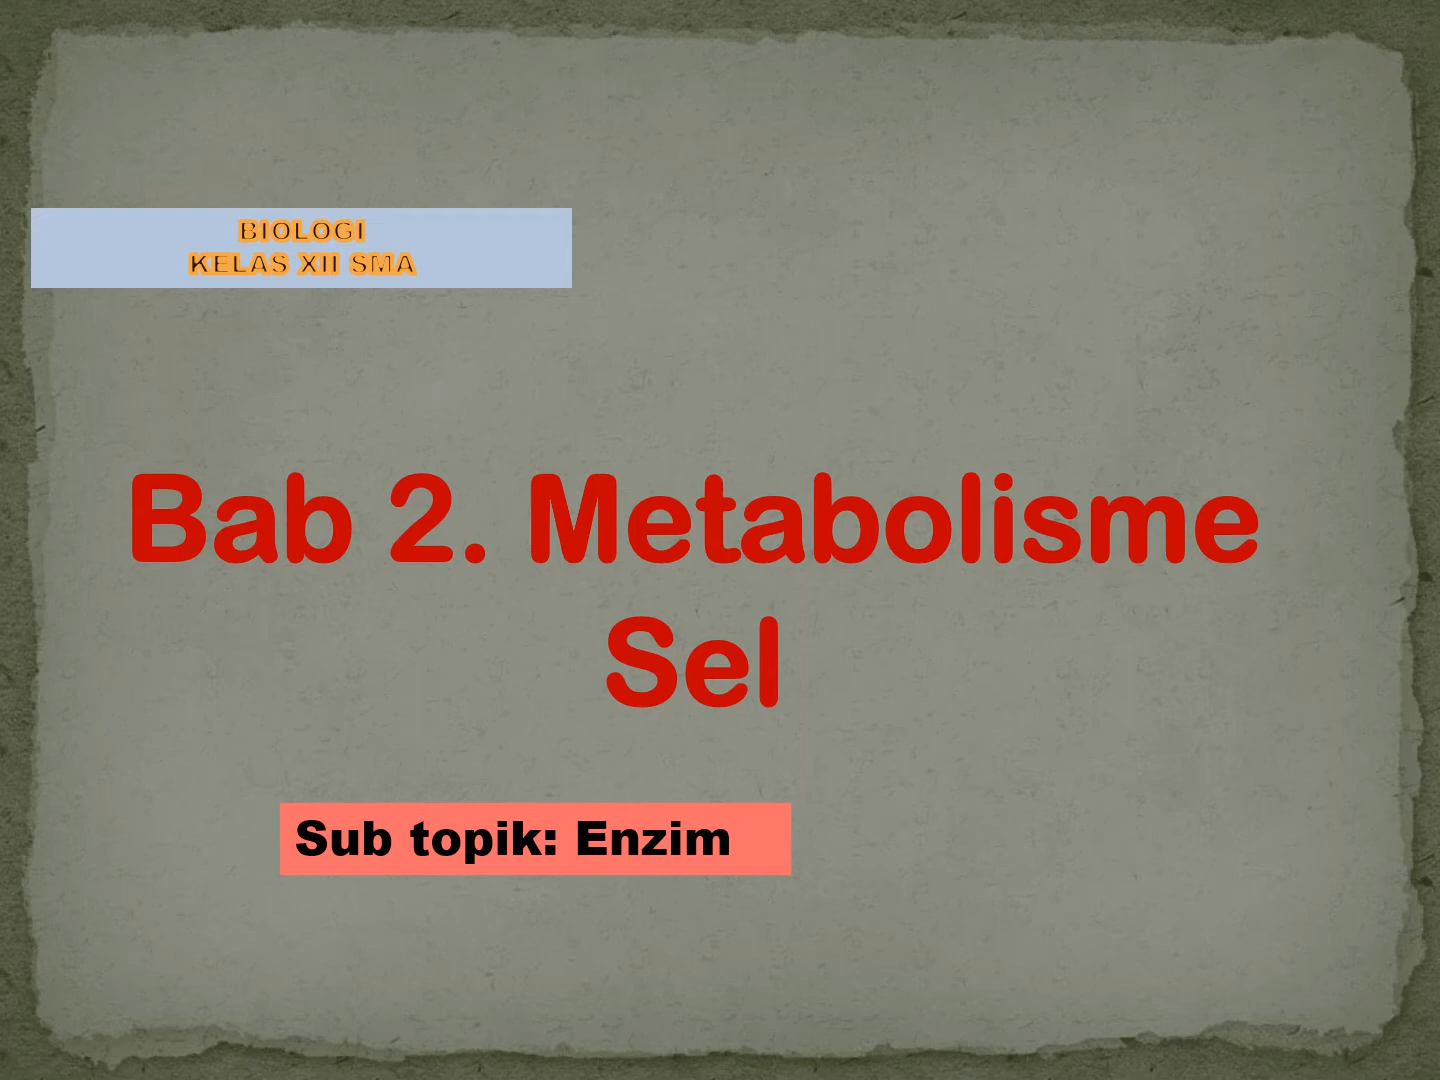 BIOLOGI
KELAS XII SMA
Bab 2. Metabolisme
Sel
Sub topik: Enzim